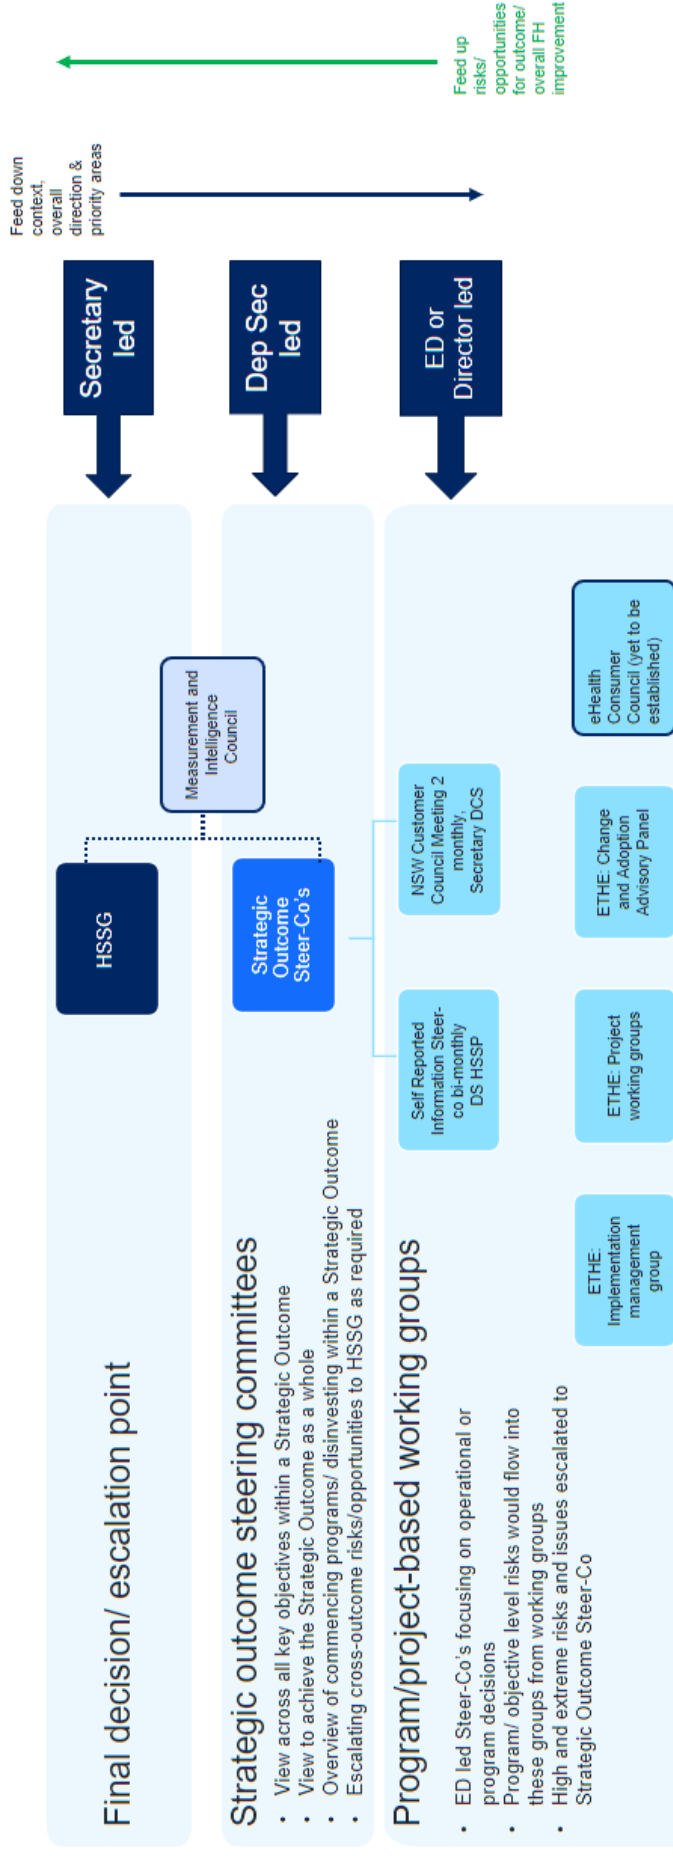 Final decision/ escalation point
HSSG
Measurement and
Intelligence
Council
Secretary
led
Feed down
context,
overall
direction &
priority areas
Strategic outcome steering committees
• View across all key objectives within a Strategic Outcome
• View to achieve the Strategic Outcome as a whole
• Overview of commencing programs/ disinvesting within a Strategic Outcome
• Escalating cross-outcome risks/opportunities to HSSG as required
Strategic
Outcome
Steer-Co's
Dep Sec
led
Program/project-based working groups
• ED led Steer-Co's focusing on operational or
program decisions
• Program/ objective level risks would flow into
these groups from working groups
• High and extreme risks and issues escalated to
Strategic Outcome Steer-Co
Self Reported
Information Steer-
co bi-monthly
DS HSSP
NSW Customer
Council Meeting 2
monthly,
Secretary DCS
ED or
Director led
Feed up
risks/
opportunities
for outcome/
overall FH
improvement
ETHE:
Implementation
management
group
ETHE: Project
working groups
ETHE: Change
and Adoption
Advisory Panel
eHealth
Consumer
Council (yet to be
established)